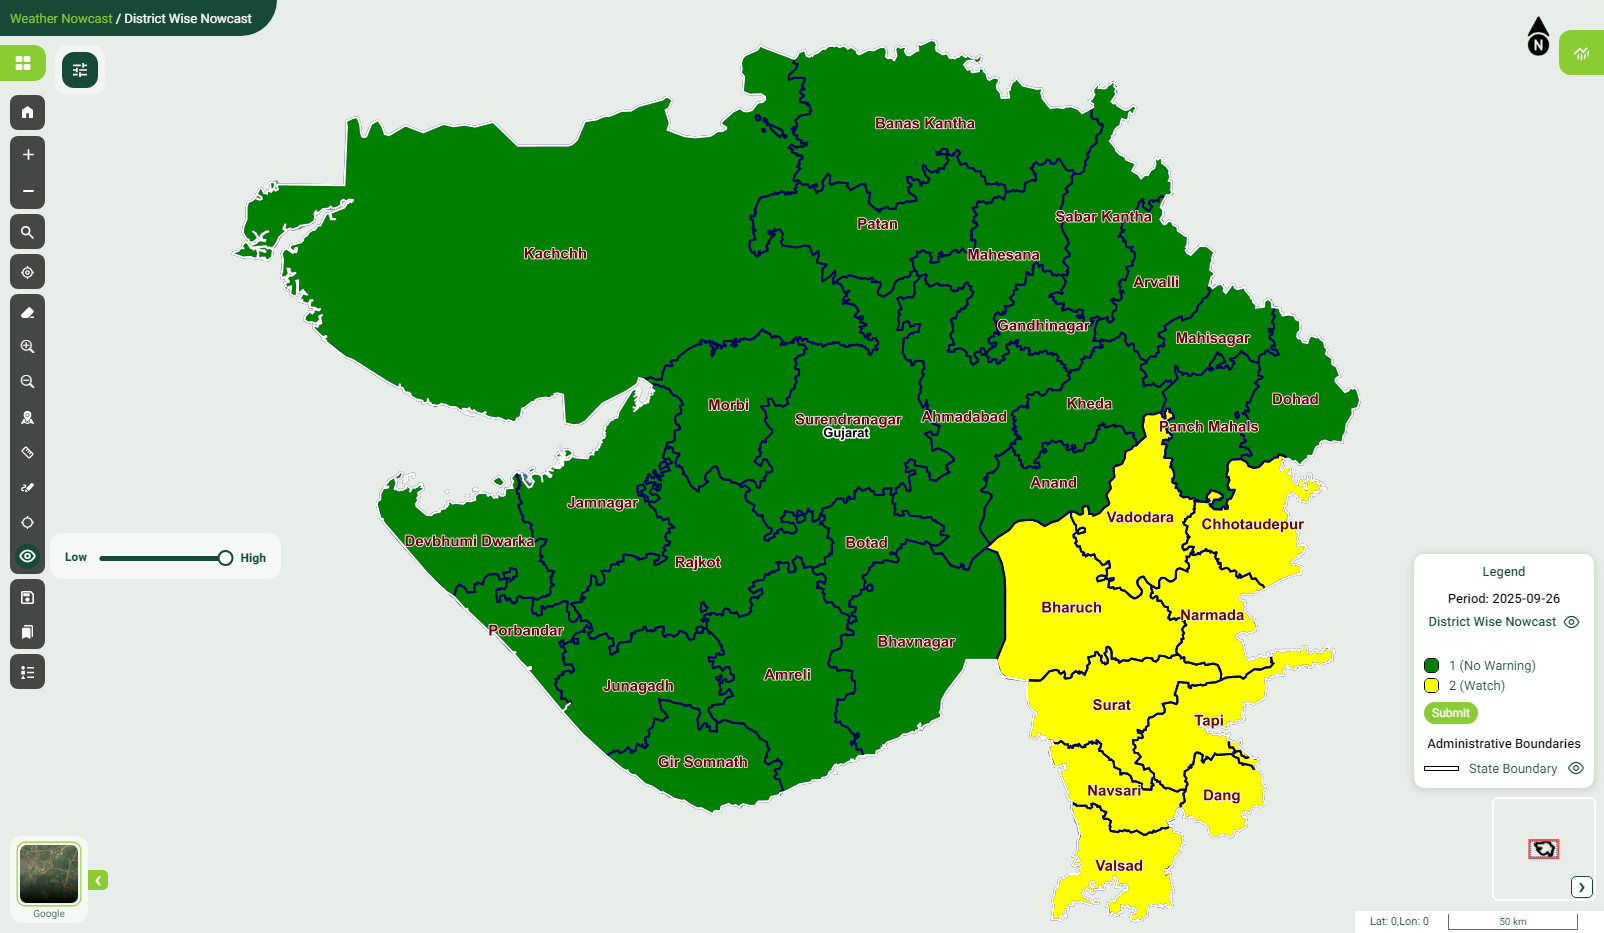 Weather Nowcast / District Wise Nowcast
N
Banas Kantha
Sabar Kantha
Patan
Kachchh
Mahesana
Arvalli
Gandhinagar
Mahisagar
Dohad
Morbi
Kheda
Surendranagar
Ahmadabad
Panch Mahals
Gujarat
Anand
Jamnagar
Vadodara
Chhotaudepur
Devbhumi Dwarka
Botad
Low
High
Rajkot
Bharuch
Narmada
Porbandar
Bhavnagar
Amreli
Junagadh
Surat
Tapi
Gir Somnath
Navsari
Dang
Valsad
Legend
Period: 2025-09-26
District Wise Nowcast
1 (No Warning)
2 (Watch)
Submit
Administrative Boundaries
State Boundary
Google
Lat: 0,Lon: 0
50 km